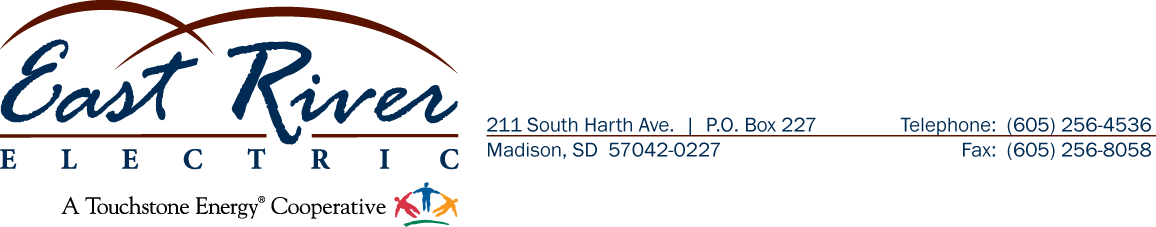 East River
ELECTRIC
A Touchstone Energy® Cooperative
211 South Harth Ave. | P.O. Box 227 Telephone: (605) 256-4536
Madison, SD 57042-0227 Fax: (605) 256-8058